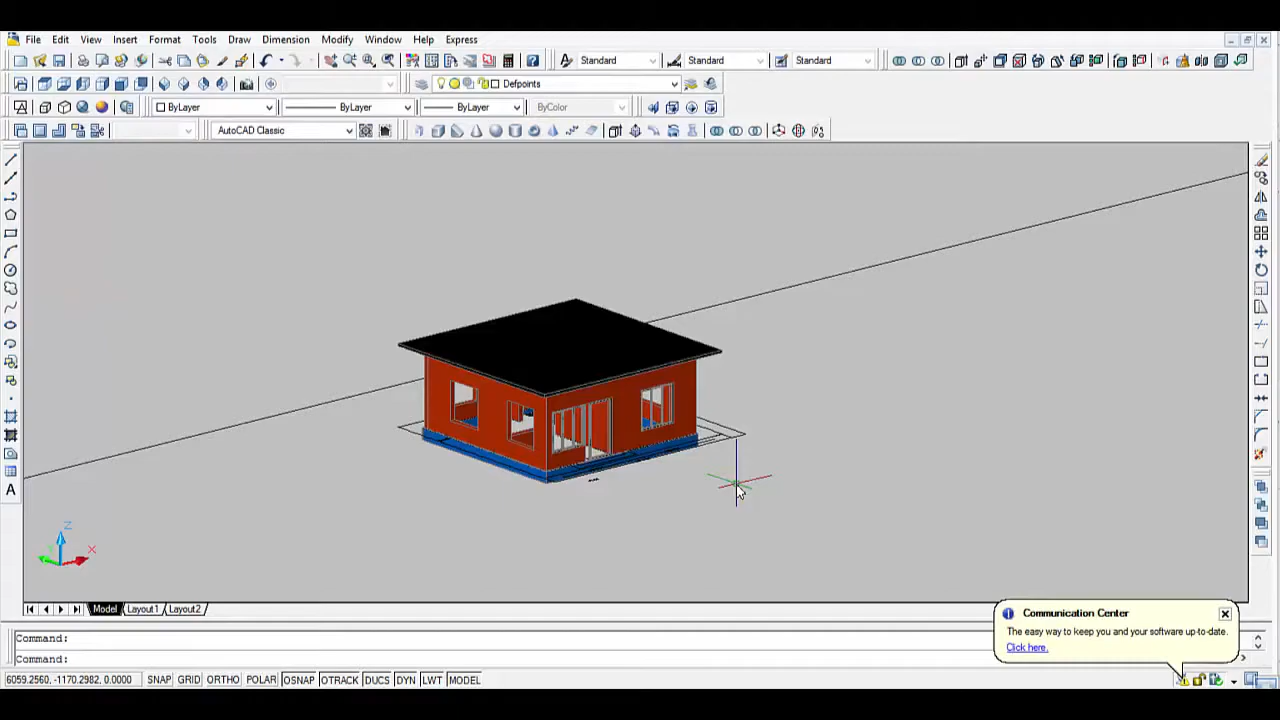 File Edit View Insert Format Tools Draw Dimension Modify Window Help Express
Standard Standard Standard
Defpoints
ByLayer ByLayer ByLayer ByColor
AutoCAD Classic
Z
X
Model Layout1 Layout2
Communication Center
The easy way to keep you and your software up-to-date.
Click here.
Command:
Command:
6059.2560, -1170.2982, 0.0000 SNAP GRID ORTHO POLAR OSNAP OTRACK DUCS DYN LWT MODEL